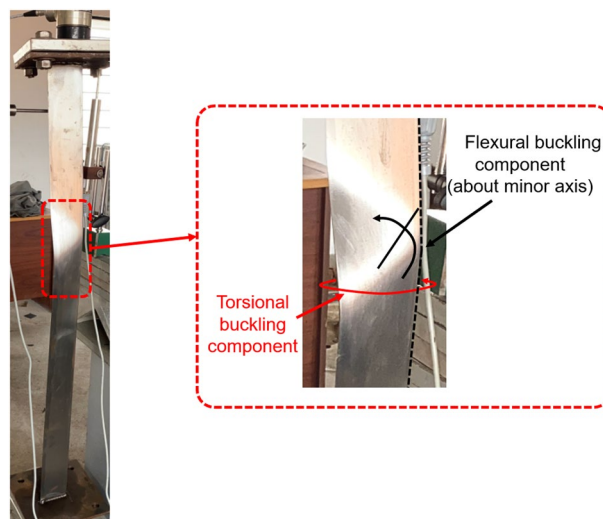 Flexural buckling
component
(about minor axis)
Torsional
buckling
component